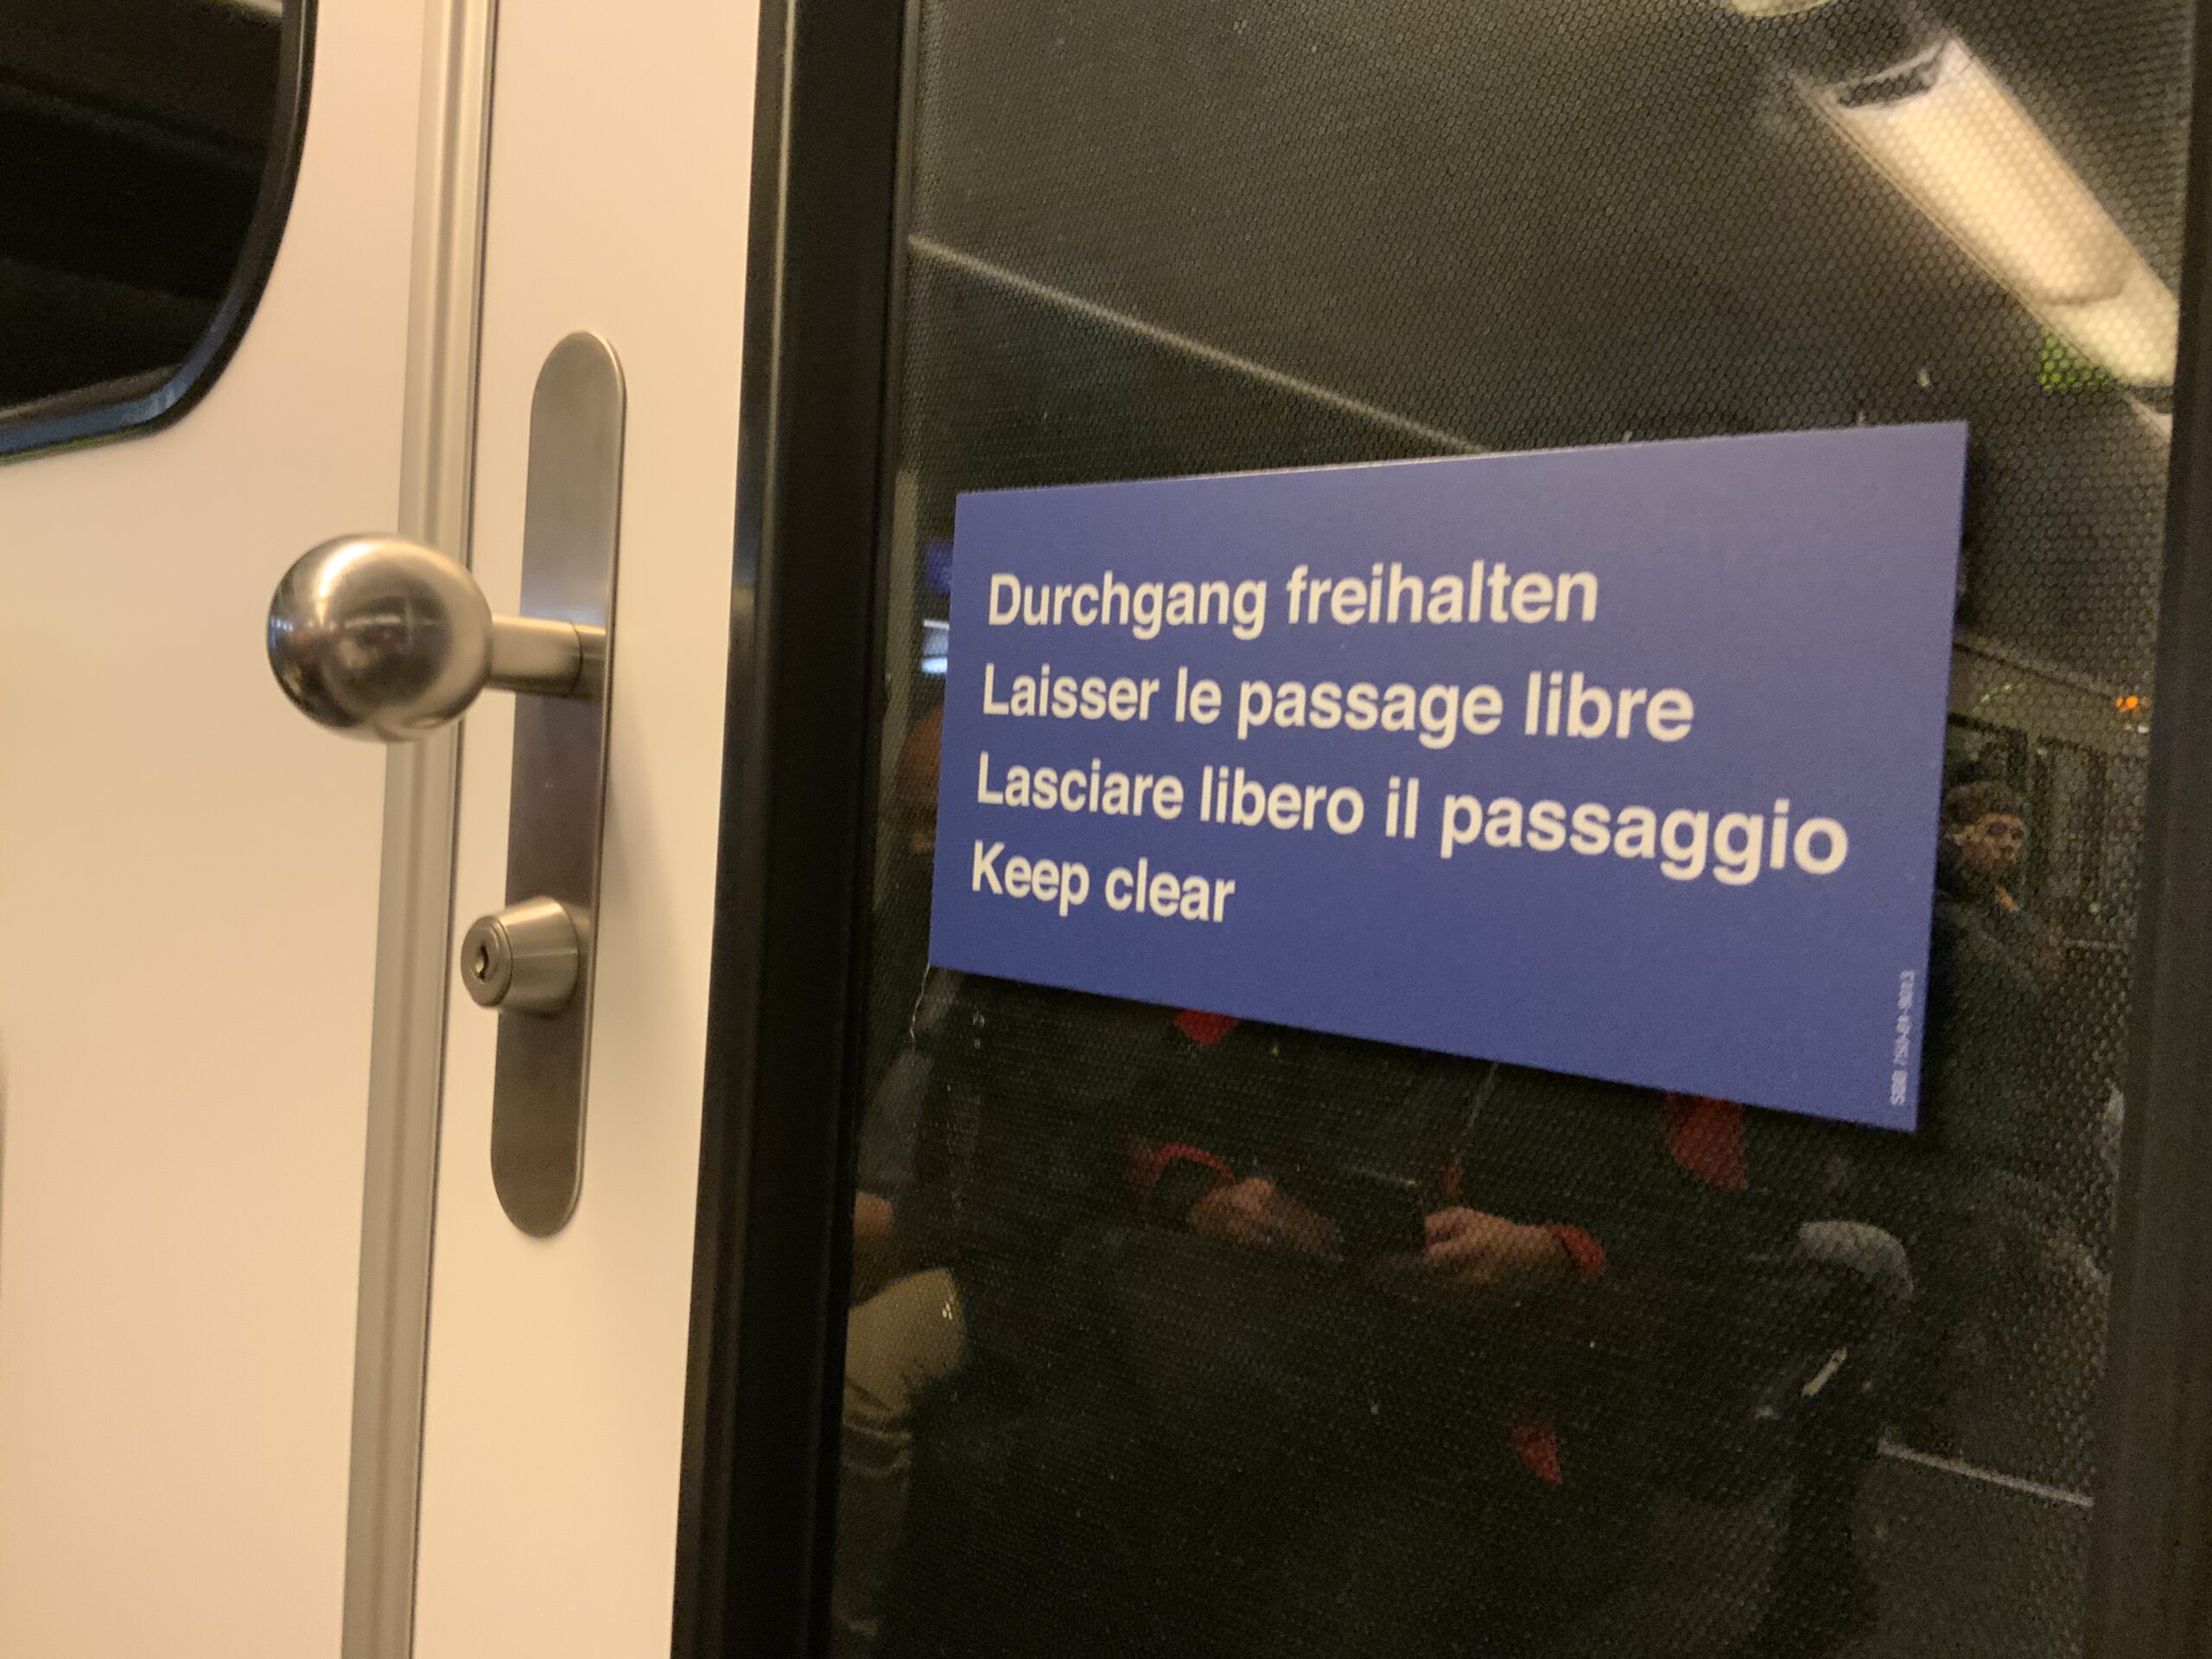 Durchgang freihalten
Laisser le passage libre
Lasciare libero il passaggio
Keep clear